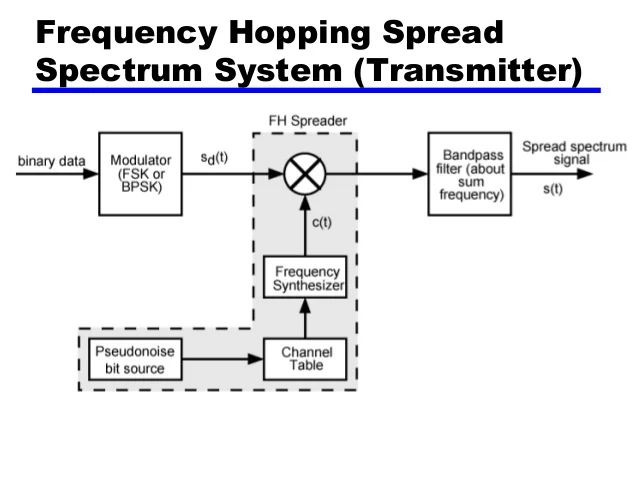 Frequency Hopping Spread
Spectrum System (Transmitter)
FH Spreader
binary data
Modulator
(FSK or
BPSK)
sd(t)
Bandpass
filter (about
sum
frequency)
Spread spectrum
signal
s(t)
c(t)
Frequency
Synthesizer
Pseudonoise
bit source
Channel
Table